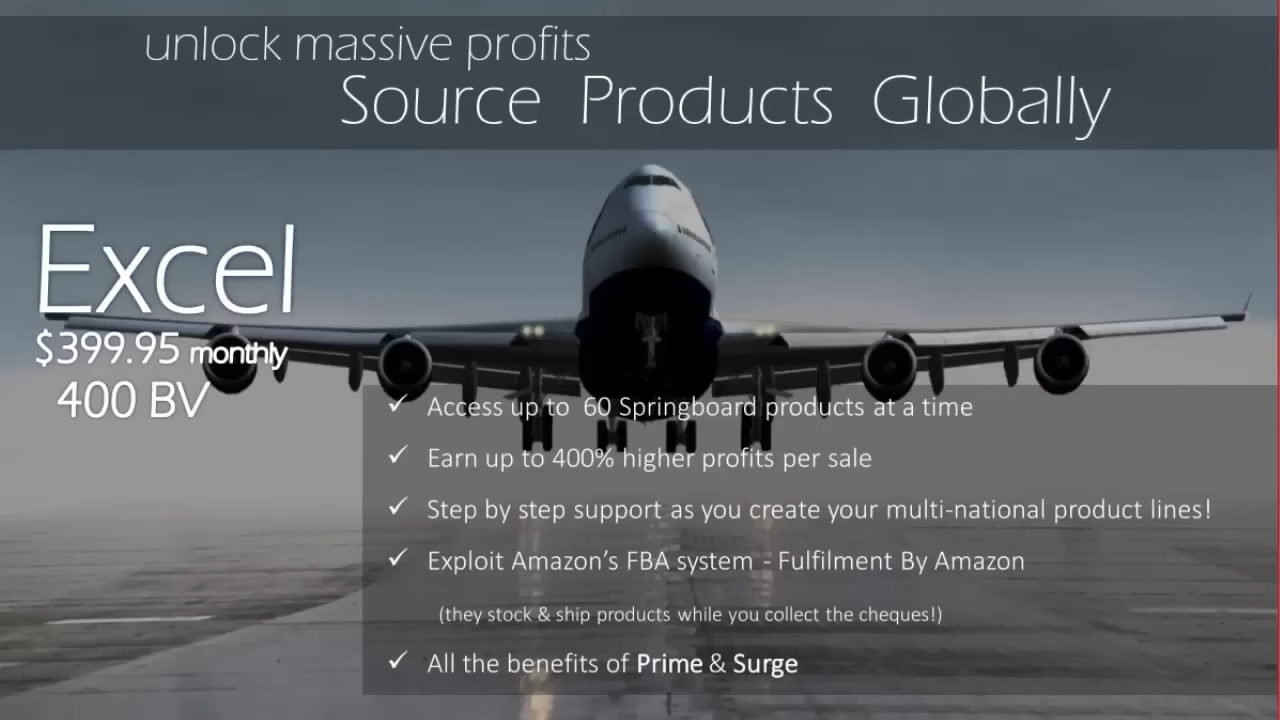 unlock massive profits
Source Products Globally
Excel
$399.95 monthly
400 BV
✓ Access up to 60 Springboard products at a time
✓ Earn up to 400% higher profits per sale
✓ Step by step support as you create your multi-national product lines!
✓ Exploit Amazon's FBA system - Fulfilment By Amazon
(they stock & ship products while you collect the cheques!)
✓ All the benefits of Prime & Surge